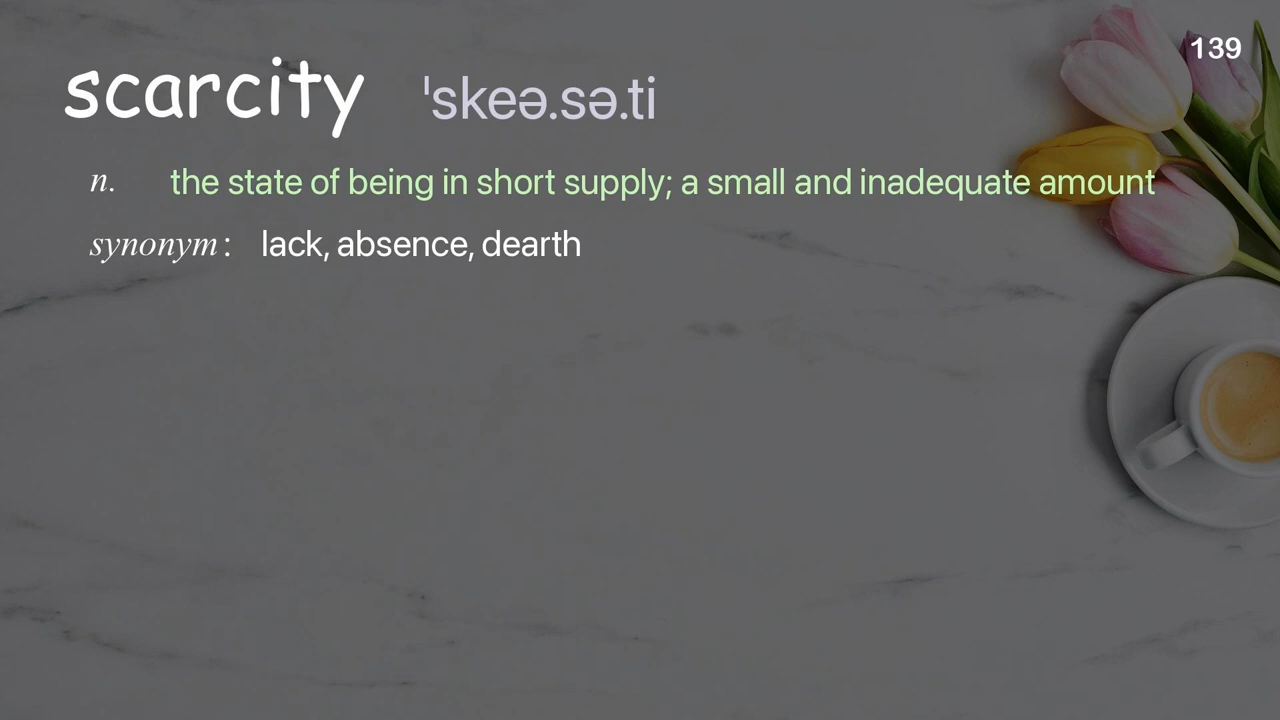 139
scarcity ˈskeə.sə.ti
n. the state of being in short supply; a small and inadequate amount
synonym: lack, absence, dearth